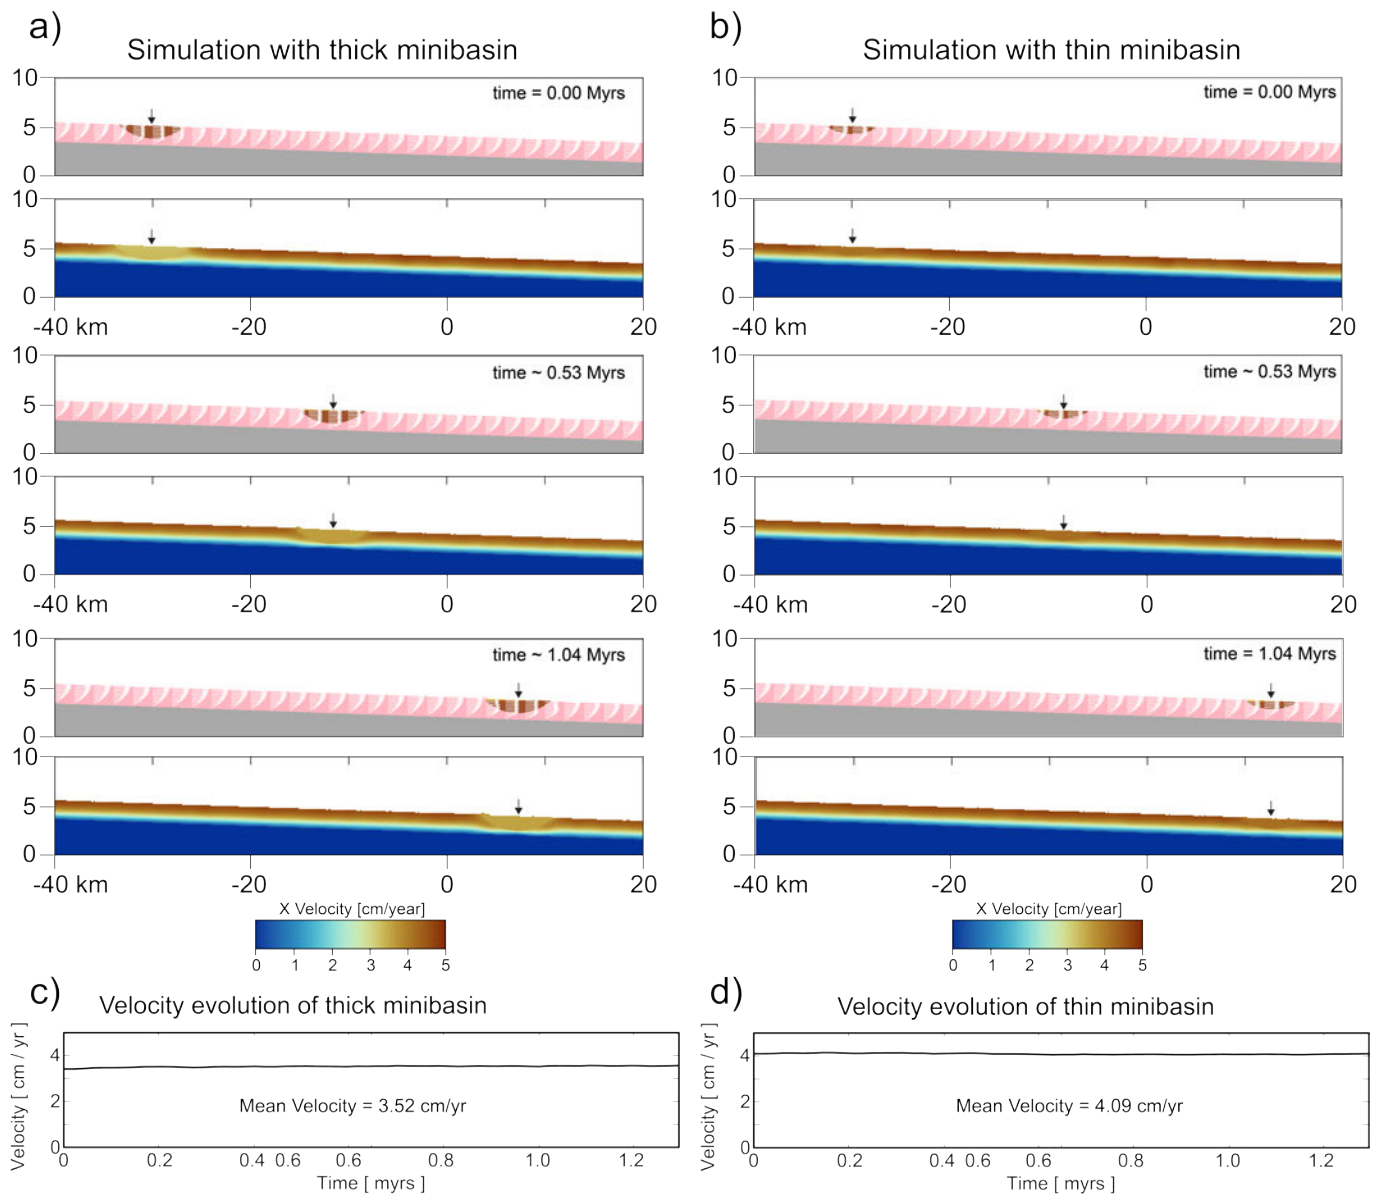 a)
Simulation with thick minibasin
10
time = 0.00 Myrs
5
0
10
5
0
-40 km -20 0 20
10
time ~ 0.53 Myrs
5
0
10
5
0
-40 km -20 0 20
10
time ~ 1.04 Myrs
5
0
10
5
0
-40 km -20 0 20
X Velocity [cm/year]
0 1 2 3 4 5
b)
Simulation with thin minibasin
10
time = 0.00 Myrs
5
0
10
5
0
-40 km -20 0 20
10
time ~ 0.53 Myrs
5
0
10
5
0
-40 km -20 0 20
10
time = 1.04 Myrs
5
0
10
5
0
-40 km -20 0 20
X Velocity [cm/year]
0 1 2 3 4 5
c)
Velocity evolution of thick minibasin
Velocity [ cm / yr ]
4
2
0
Mean Velocity = 3.52 cm/yr
0 0.2 0.4 0.6 0.6 0.8 1.0 1.2
Time [ myrs ]
d)
Velocity evolution of thin minibasin
Velocity [ cm / yr ]
4
2
0
Mean Velocity = 4.09 cm/yr
0 0.2 0.4 0.6 0.6 0.8 1.0 1.2
Time [ myrs ]